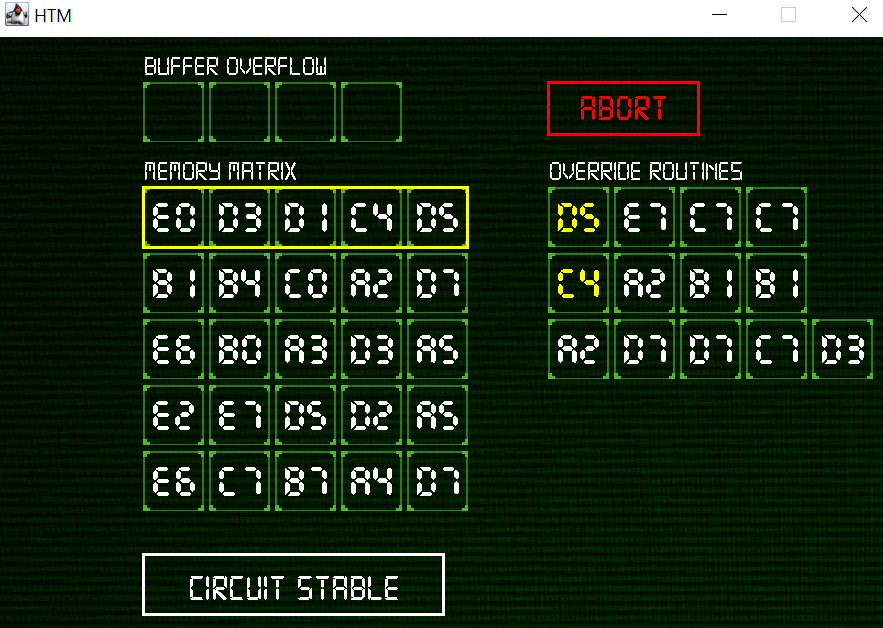 HTM
BUFFER OVERFLOW
ABORT
MEMORY MATRIX
OVERRIDE ROUTINES
E0 D3 D1 C4 D5
D5 E7 C7 C7
B1 B4 C0 A2 D7
C4 A2 B1 B1
E6 B0 A3 D3 A5
A2 D7 D7 C7 D3
E2 E7 D5 D2 A5
E6 C7 B7 A4 D7
CIRCUIT STABLE